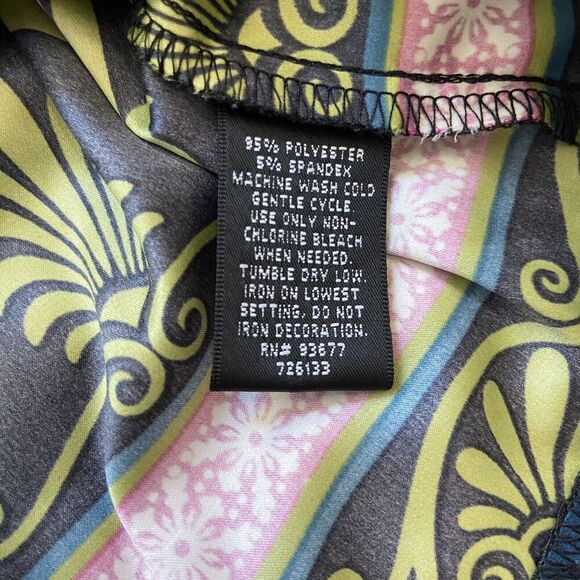 95% POLYESTER
5% SPANDEX
MACHINE WASH COLD
GENTLE CYCLE.
USE ONLY NON-
CHLORINE BLEACH
WHEN NEEDED.
TUMBLE DRY LOW.
IRON ON LOWEST
SETTING. DO NOT
IRON DECORATION.
RN# 93677
726133